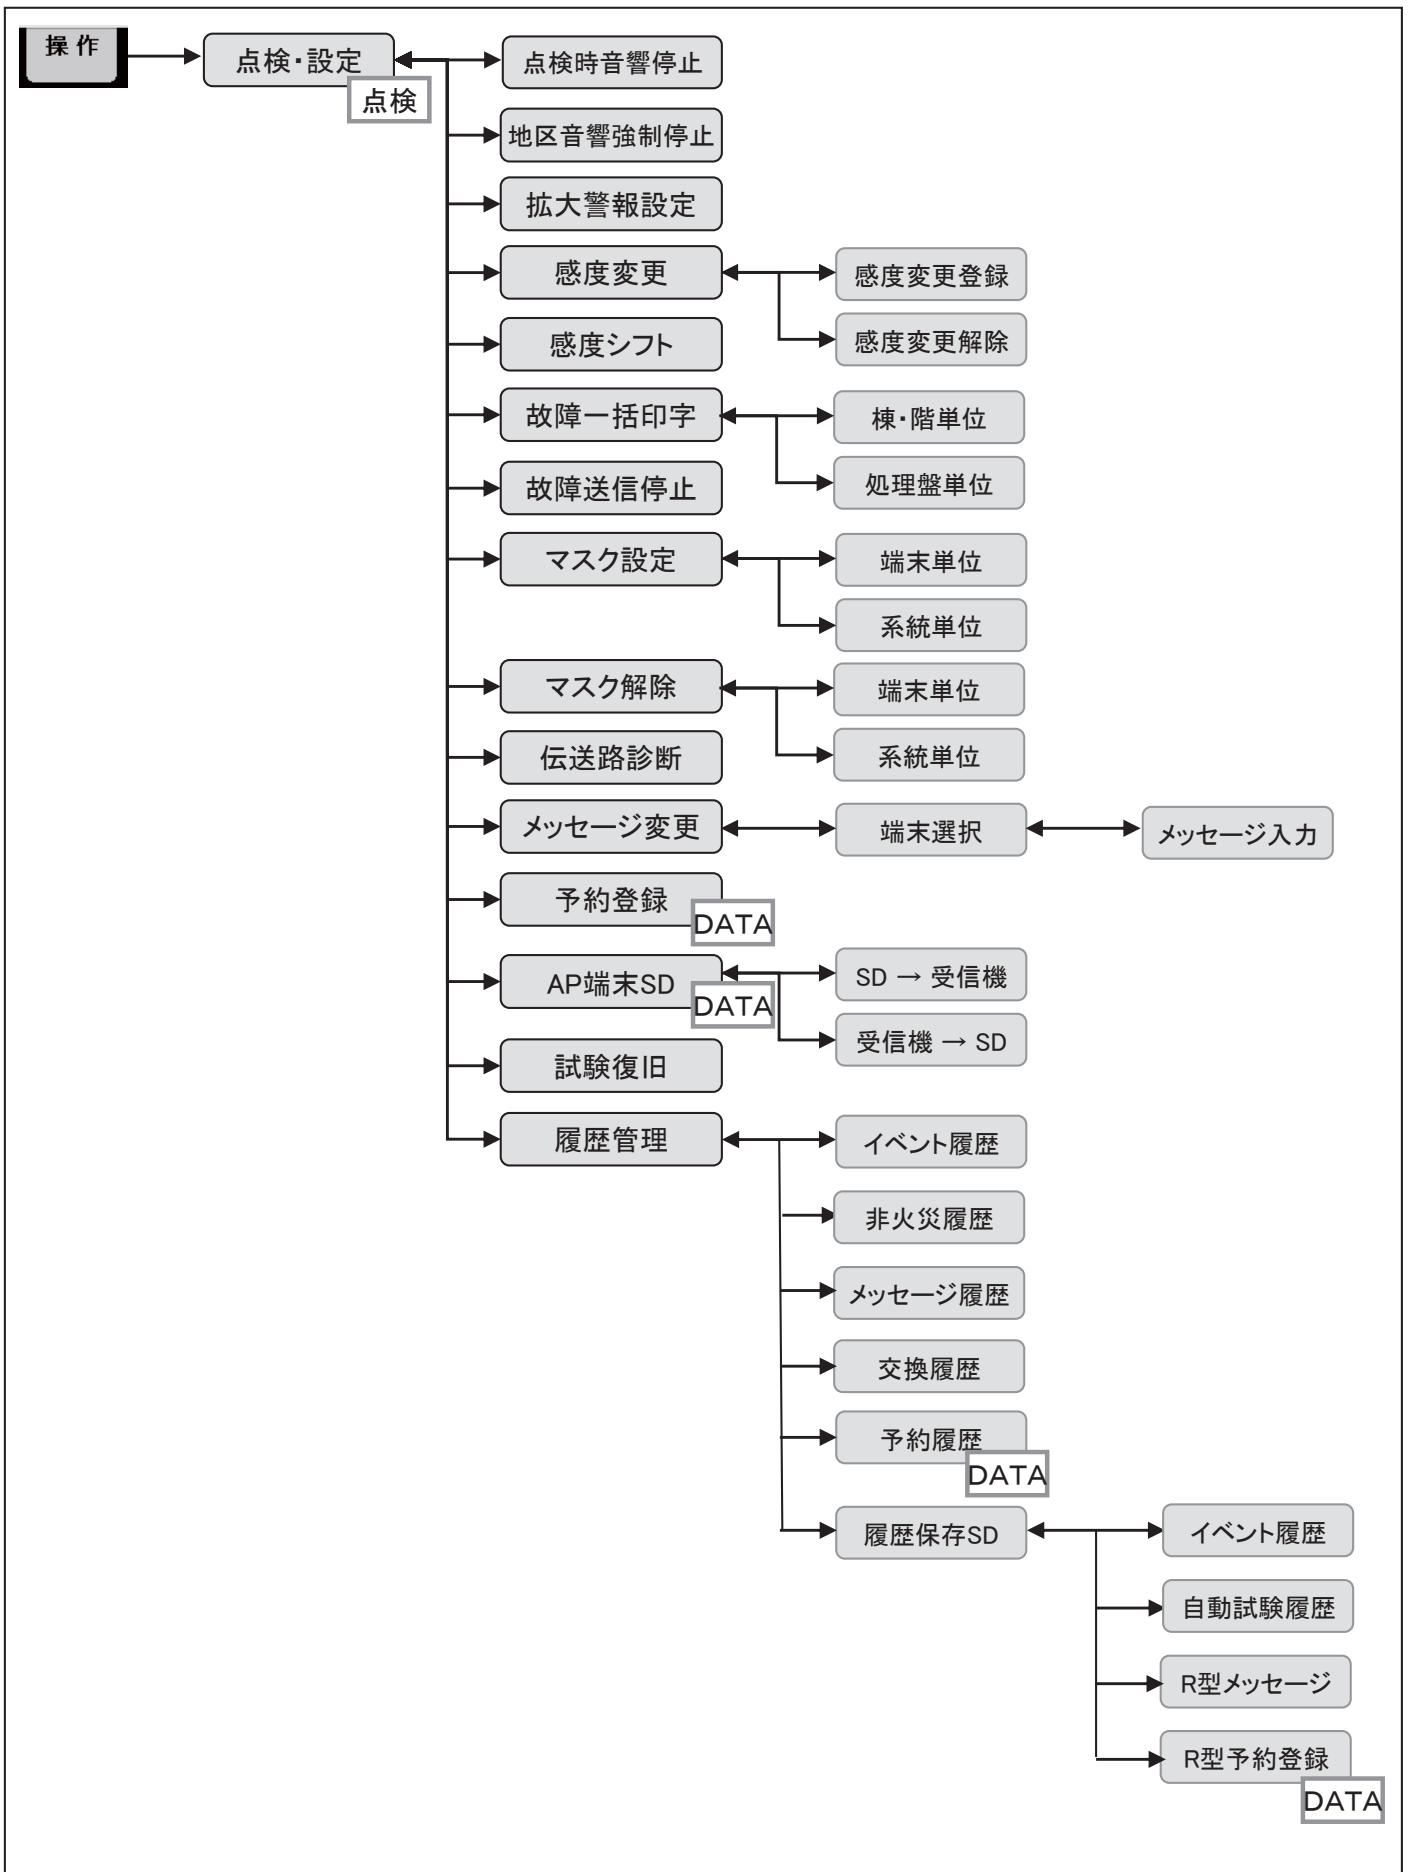 操作
点検・設定
点検
点検時音響停止
地区音響強制停止
拡大警報設定
感度変更
感度変更登録
感度変更解除
感度シフト
故障一括印字
棟・階単位
処理盤単位
故障送信停止
マスク設定
端末単位
系統単位
マスク解除
端末単位
系統単位
伝送路診断
メッセージ変更
端末選択
メッセージ入力
予約登録
DATA
AP端末SD
DATA
SD → 受信機
受信機 → SD
試験復旧
履歴管理
イベント履歴
非火災履歴
メッセージ履歴
交換履歴
予約履歴
DATA
履歴保存SD
イベント履歴
自動試験履歴
R型メッセージ
R型予約登録
DATA